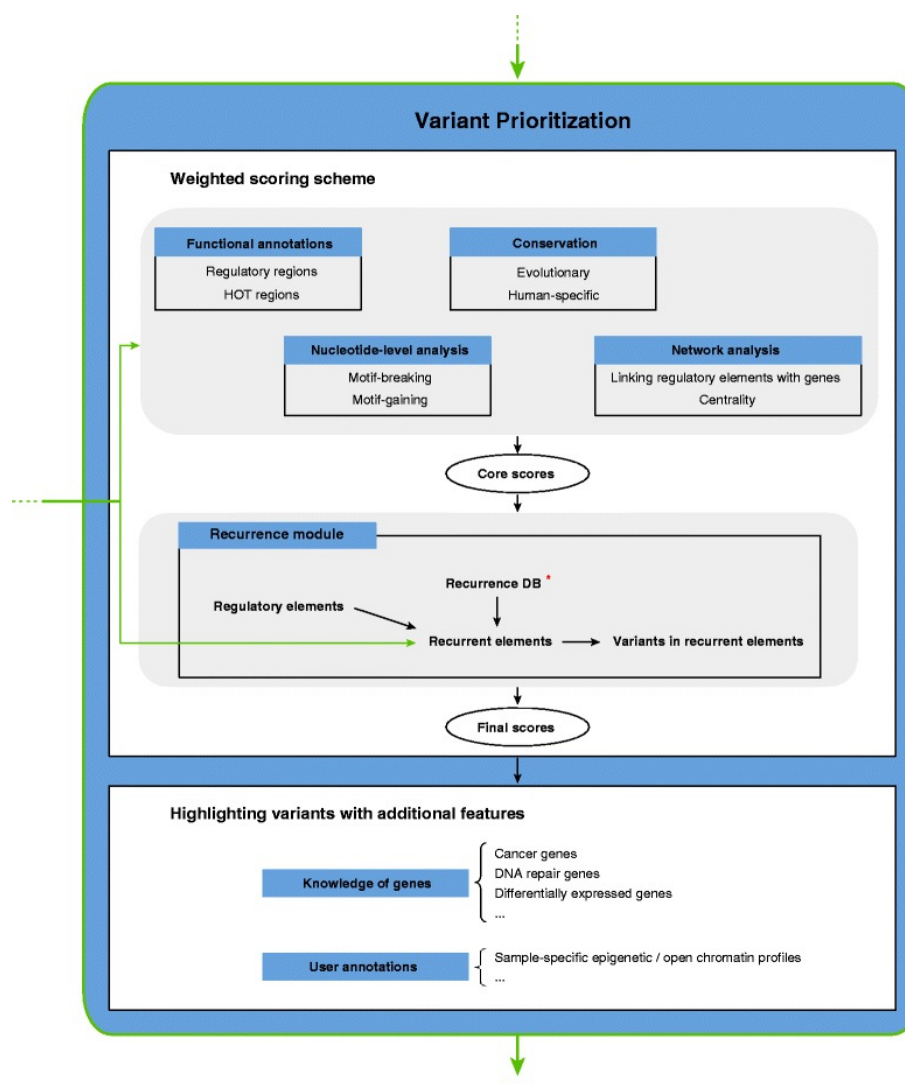 Variant Prioritization
Weighted scoring scheme
Functional annotations
Regulatory regions
HOT regions
Conservation
Evolutionary
Human-specific
Nucleotide-level analysis
Motif-breaking
Motif-gaining
Network analysis
Linking regulatory elements with genes
Centrality
Core scores
Recurrence module
Recurrence DB *
Regulatory elements
Recurrent elements
Variants in recurrent elements
Final scores
Highlighting variants with additional features
Knowledge of genes
Cancer genes
DNA repair genes
Differentially expressed genes
...
User annotations
Sample-specific epigenetic / open chromatin profiles
...